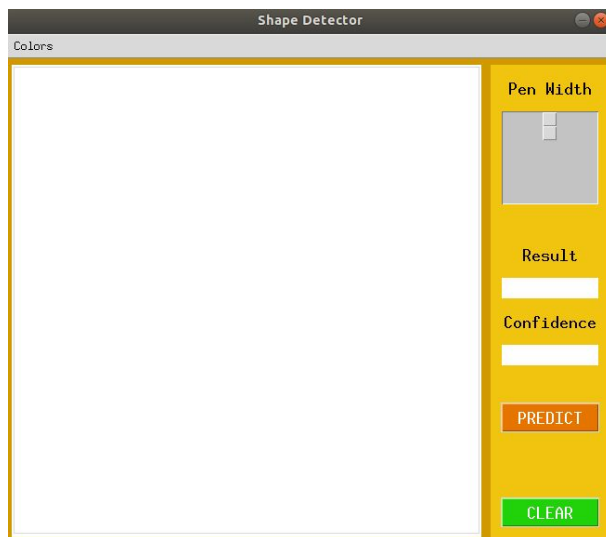 Shape Detector
Colors
Pen Width
Result
Confidence
PREDICT
CLEAR